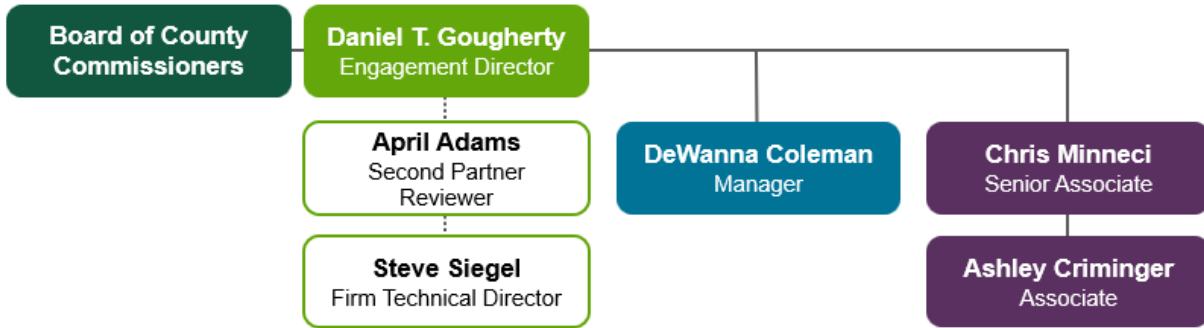 Board of County
Commissioners
Daniel T. Gougherty
Engagement Director
April Adams
Second Partner
Reviewer
Steve Siegel
Firm Technical Director
DeWanna Coleman
Manager
Chris Minneci
Senior Associate
Ashley Criminger
Associate